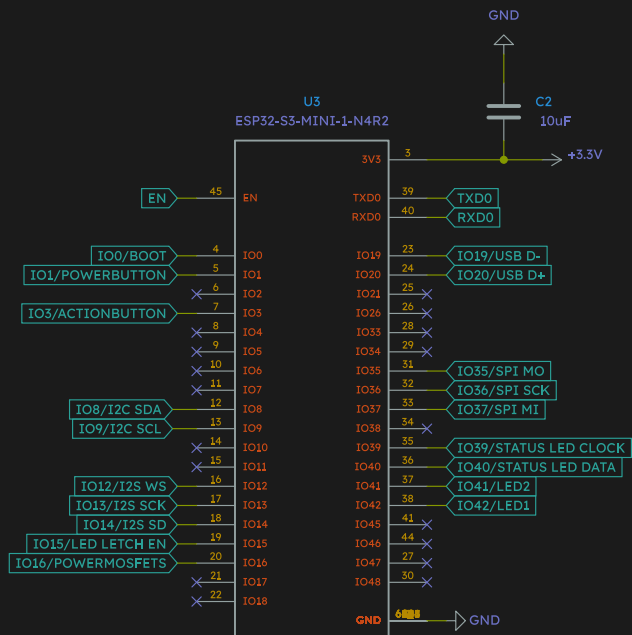 GND
U3
ESP32-S3-MINI-1-N4R2
C2
10uF
3V3 3 +3.3V
EN 45 EN TXD0 39 TXD0
RXD0 40 RXD0
IO0/BOOT 4 IO0 IO19 23 IO19/USB D-
IO1/POWERBUTTON 5 IO1 IO20 24 IO20/USB D+
6 IO2 IO21 25
IO3/ACTIONBUTTON 7 IO3 IO26 26
8 IO4 IO33 28
9 IO5 IO34 29
10 IO6 IO35 31 IO35/SPI MO
11 IO7 IO36 32 IO36/SPI SCK
IO8/I2C SDA 12 IO8 IO37 33 IO37/SPI MI
IO9/I2C SCL 13 IO9 IO38 34
14 IO10 IO39 35 IO39/STATUS LED CLOCK
15 IO11 IO40 36 IO40/STATUS LED DATA
IO12/I2S WS 16 IO12 IO41 37 IO41/LED2
IO13/I2S SCK 17 IO13 IO42 38 IO42/LED1
IO14/I2S SD 18 IO14 IO45 41
IO15/LED LETCH EN 19 IO15 IO46 44
IO16/POWERMOSFETS 20 IO16 IO47 27
21 IO17 IO48 30
22 IO18
GND GND